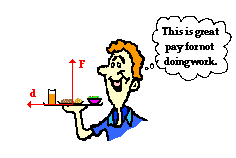 This is great
pay for not
doing work.
F
d